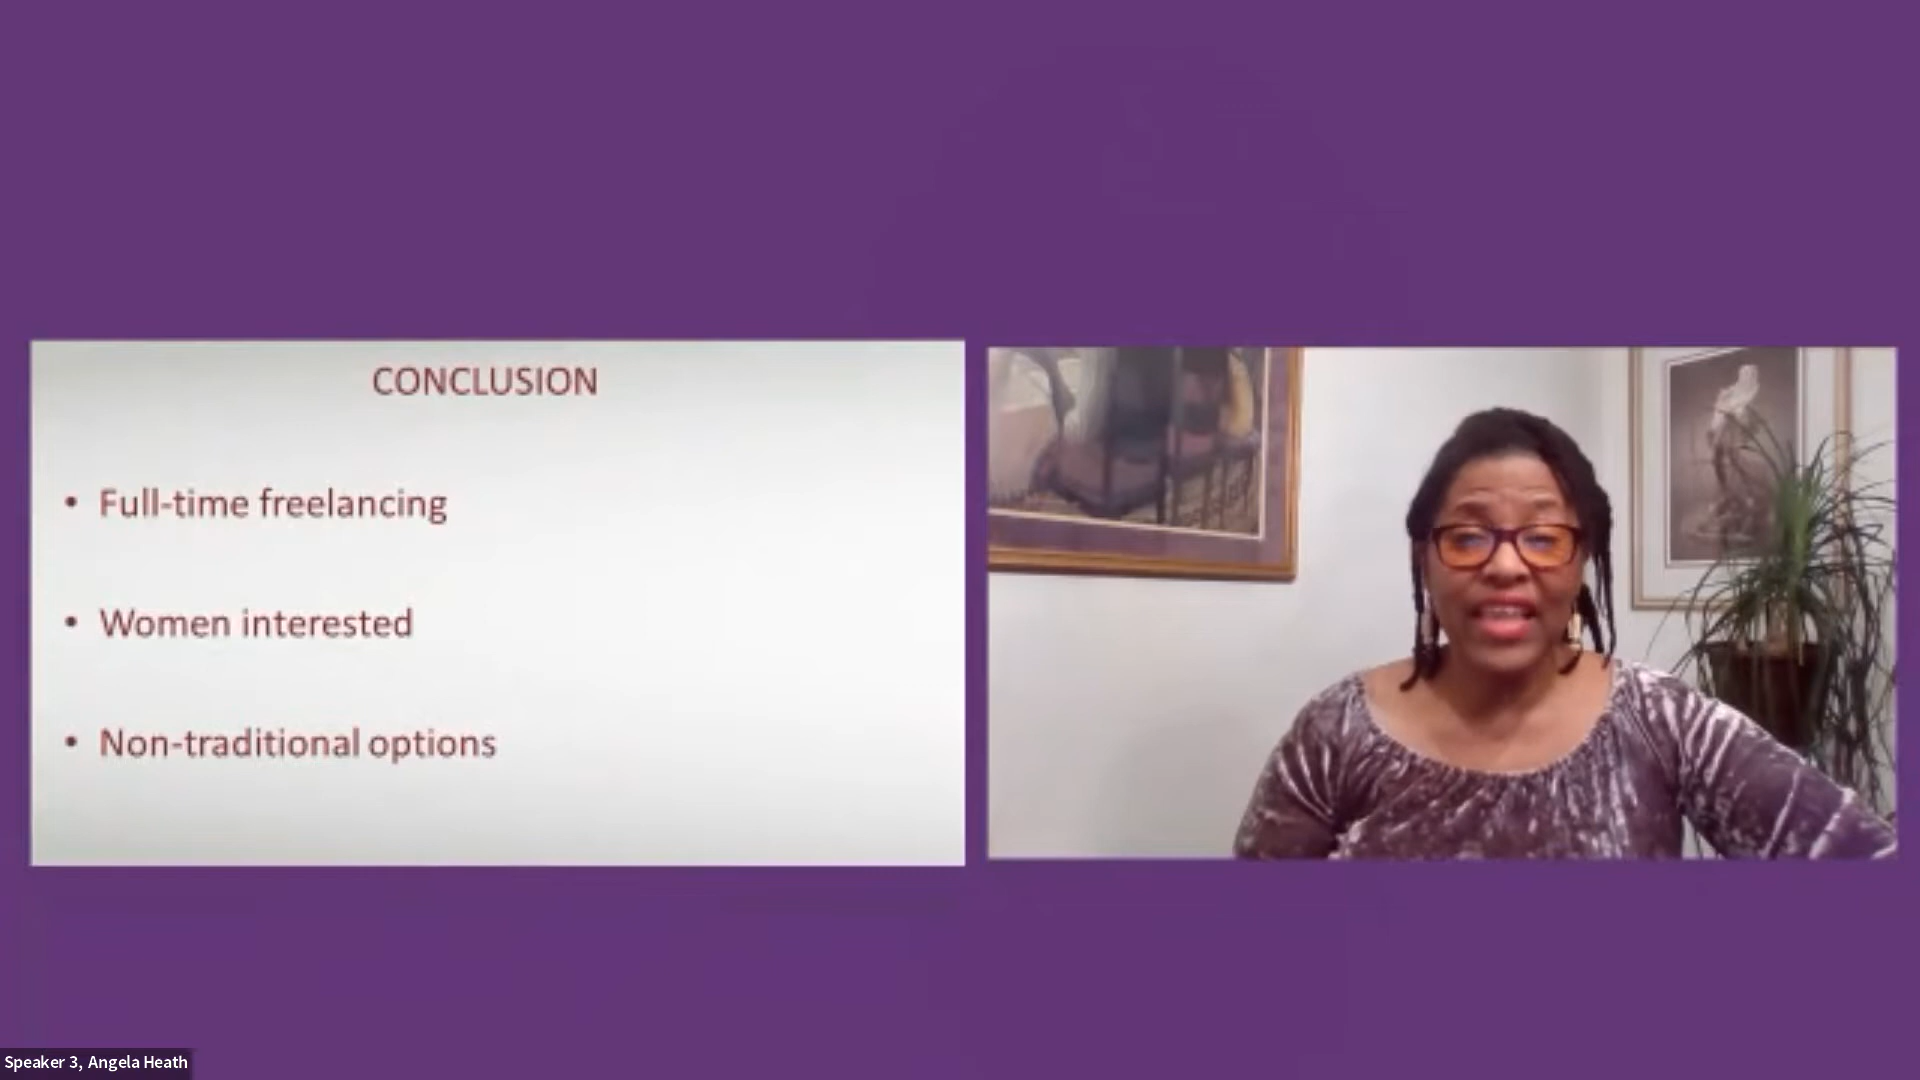 CONCLUSION
• Full-time freelancing
• Women interested
• Non-traditional options
Speaker 3, Angela Heath